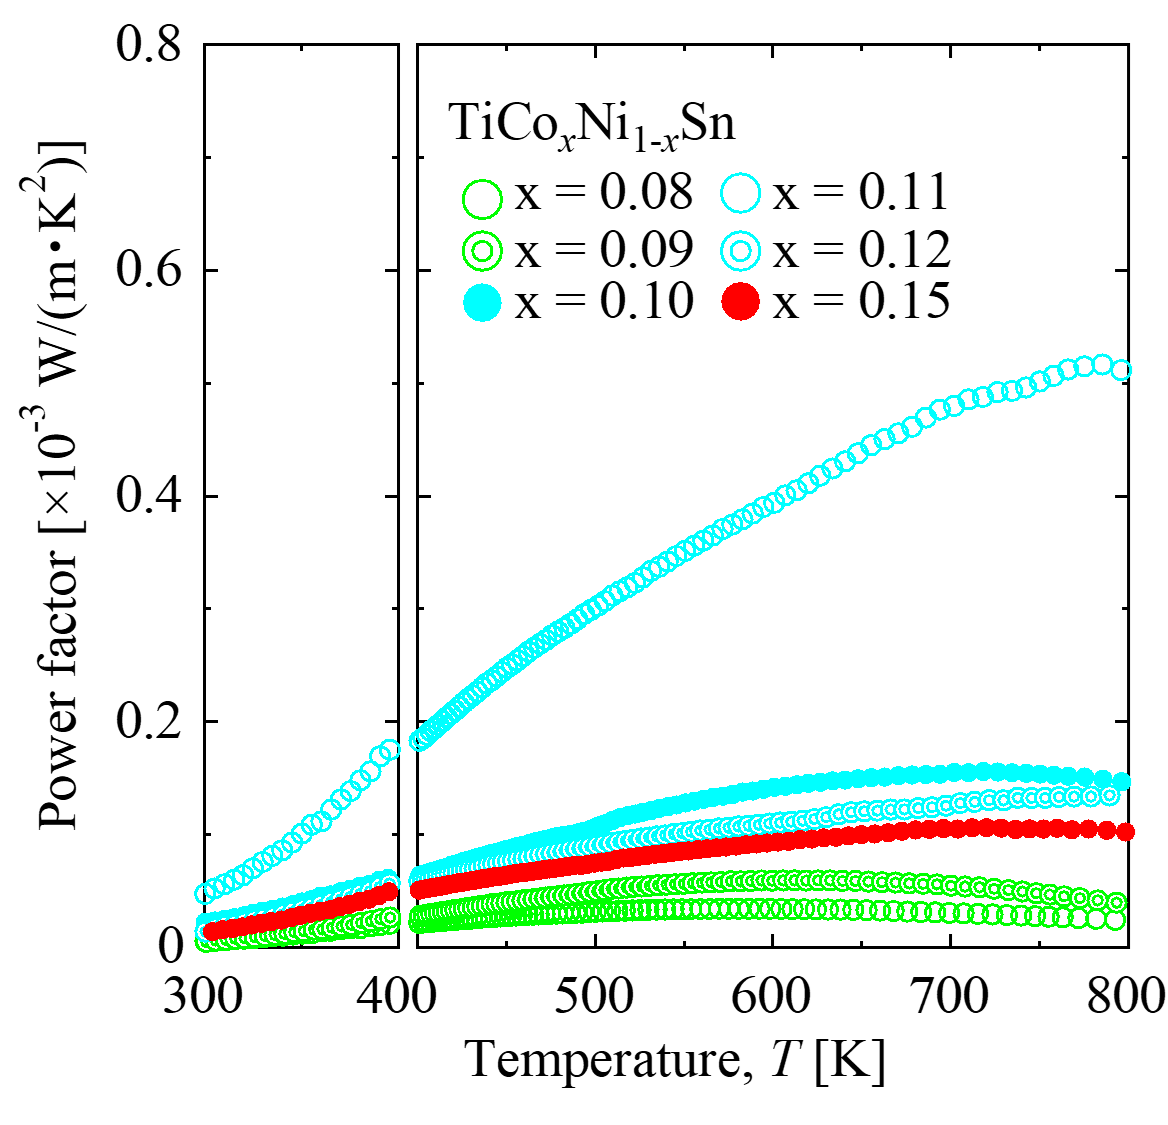 0.8
0.6
0.4
0.2
0
Power factor [×10⁻³ W/(m・K²)]
TiCoₓNi₁₋ₓSn
x = 0.08 x = 0.11
x = 0.09 x = 0.12
x = 0.10 x = 0.15
300 400 500 600 700 800
Temperature, T [K]